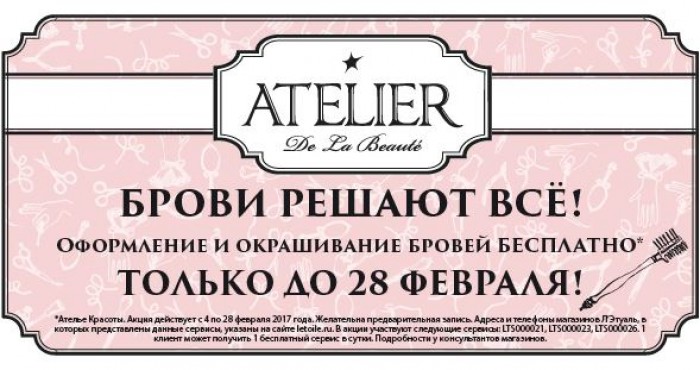 ATELIER
De La Beauté
БРОВИ РЕШАЮТ ВСЁ!
ОФОРМЛЕНИЕ И ОКРАШИВАНИЕ БРОВЕЙ БЕСПЛАТНО*
ТОЛЬКО ДО 28 ФЕВРАЛЯ!
*Ателье Красоты. Акция действует с 4 по 28 февраля 2017 года. Желательна предварительная запись. Адреса и телефоны магазинов Л'Этуаль, в
которых представлены данные сервисы, указаны на сайте letoile.ru. В акции участвуют следующие сервисы: LTS000021, LTS000023, LTS000026. 1
клиент может получить 1 бесплатный сервис в сутки. Подробности у консультантов магазинов.